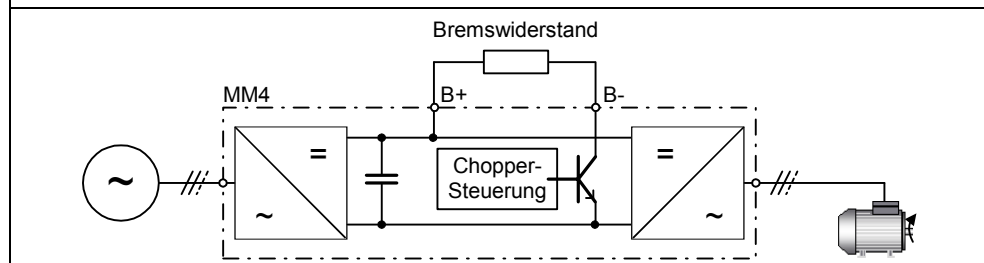 Bremswiderstand
MM4
B+
B-
=
~
Chopper-
Steuerung
=
~
~